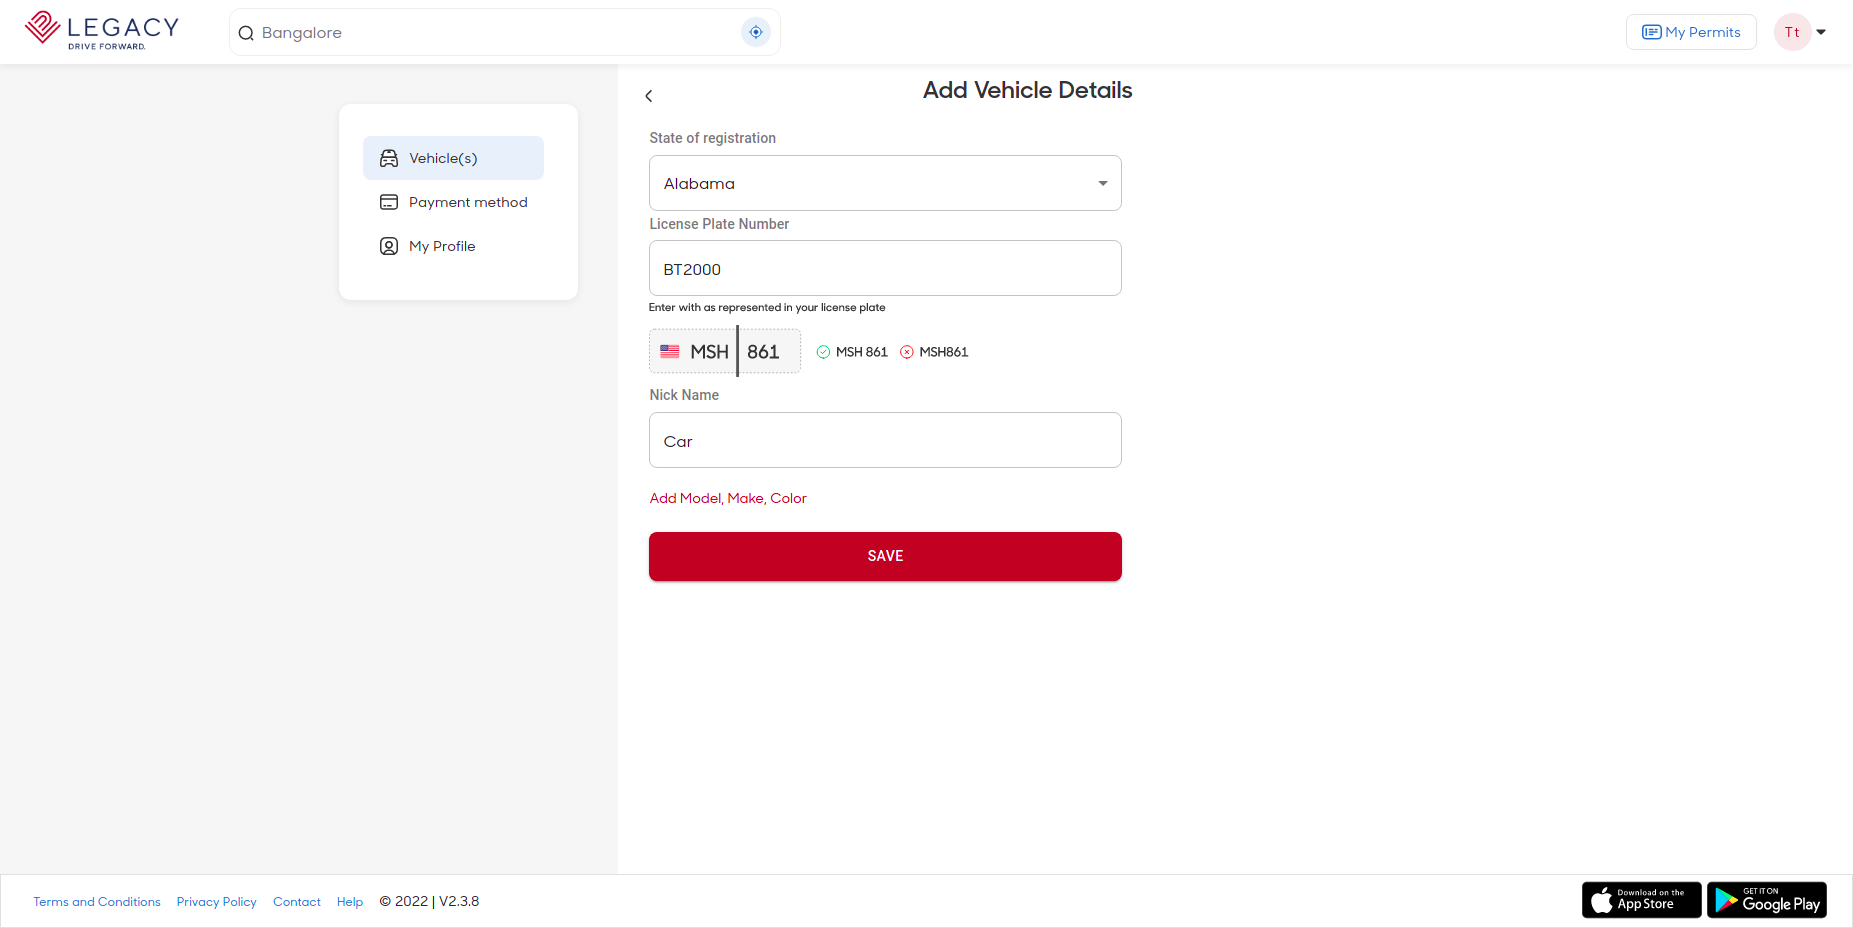 LEGACY
DRIVE FORWARD.
Bangalore
My Permits
Tt
Vehicle(s)
Payment method
My Profile
Add Vehicle Details
State of registration
Alabama
License Plate Number
BT2000
Enter with as represented in your license plate
MSH 861
MSH 861
MSH861
Nick Name
Car
Add Model, Make, Color
SAVE
Terms and Conditions Privacy Policy Contact Help © 2022 | V2.3.8
Download on the
App Store
GET IT ON
Google Play